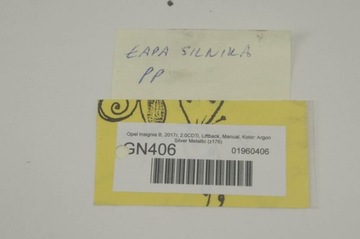 ŁAPA SILNIKA
PP
Opel Insignia B, 2017r, 2.0CDTI, Liftback, Manual, Kolor: Argon
Silver Metallic (z176)
GN406
01960406